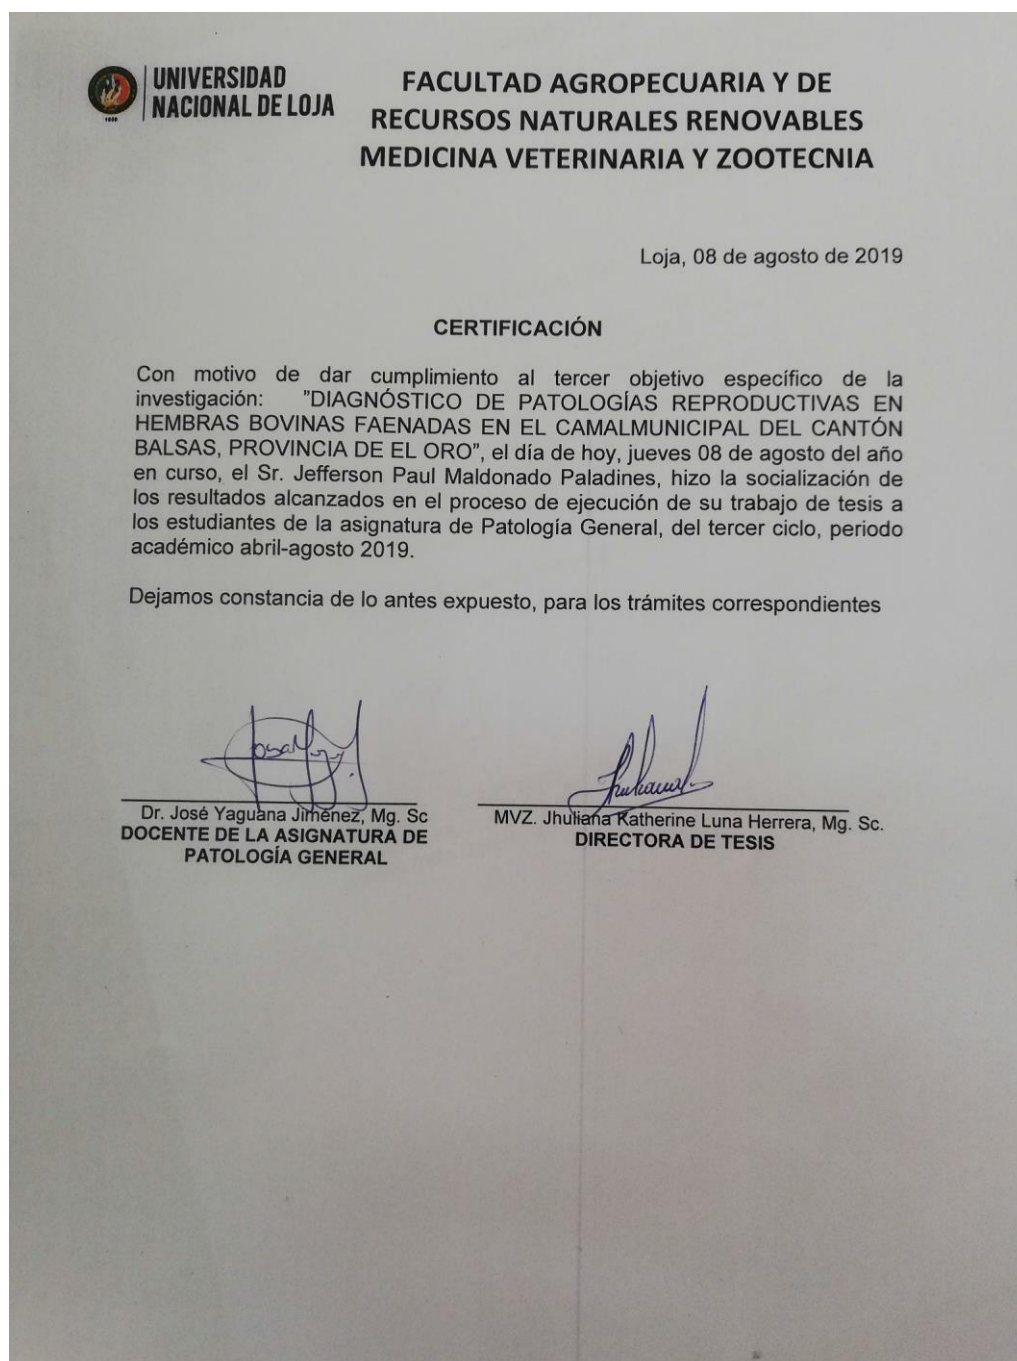 UNIVERSIDAD
NACIONAL DE LOJA
1859
FACULTAD AGROPECUARIA Y DE
RECURSOS NATURALES RENOVABLES
MEDICINA VETERINARIA Y ZOOTECNIA
Loja, 08 de agosto de 2019
CERTIFICACIÓN
Con motivo de dar cumplimiento al tercer objetivo específico de la
investigación: "DIAGNÓSTICO DE PATOLOGÍAS REPRODUCTIVAS EN
HEMBRAS BOVINAS FAENADAS EN EL CAMALMUNICIPAL DEL CANTÓN
BALSAS, PROVINCIA DE EL ORO", el día de hoy, jueves 08 de agosto del año
en curso, el Sr. Jefferson Paul Maldonado Paladines, hizo la socialización de
los resultados alcanzados en el proceso de ejecución de su trabajo de tesis a
los estudiantes de la asignatura de Patología General, del tercer ciclo, periodo
académico abril-agosto 2019.
Dejamos constancia de lo antes expuesto, para los trámites correspondientes
Dr. José Yaguana Jiménez, Mg. Sc
DOCENTE DE LA ASIGNATURA DE
PATOLOGÍA GENERAL
MVZ. Jhuliana Katherine Luna Herrera, Mg. Sc.
DIRECTORA DE TESIS